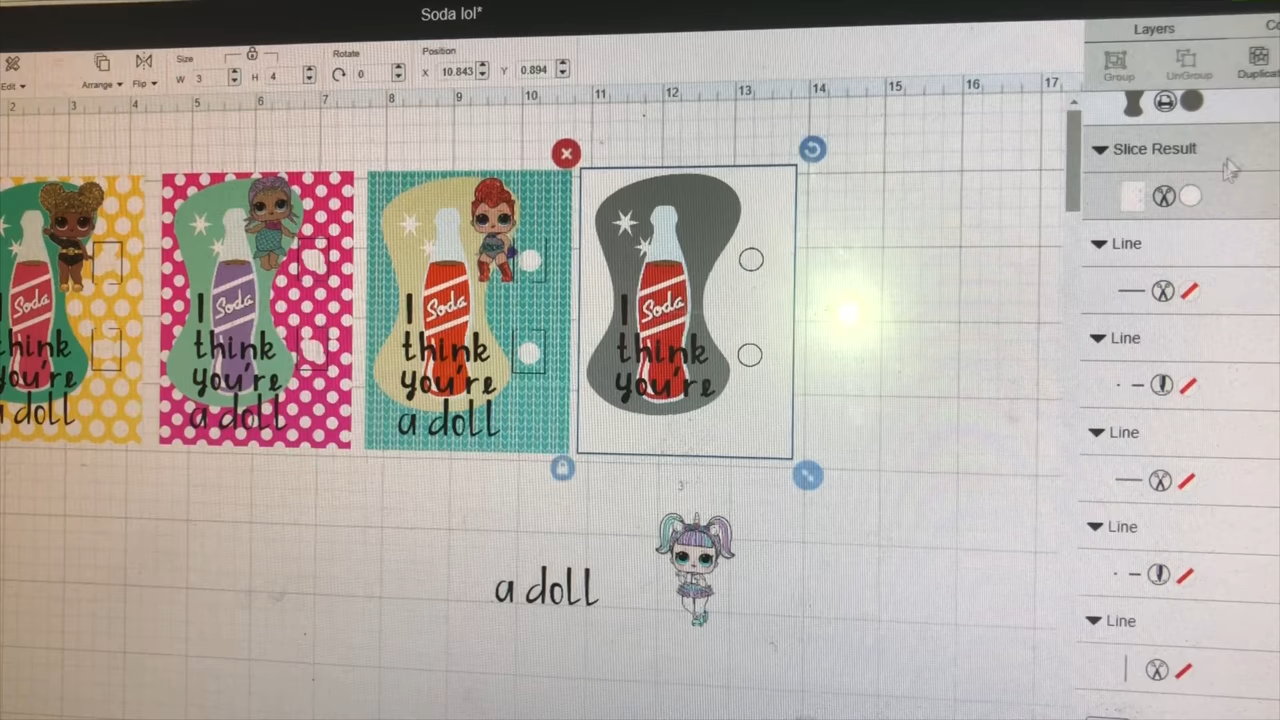 Soda lol*
Layers
Edit
Arrange
Flip
Size
W 3
H 4
Rotate
0
Position
X 10.843
Y 0.894
Group
UnGroup
2 3 4 5 6 7 8 9 10 11 12 13 14 15 16 17
Slice Result
Line
Line
Line
Line
Line
Soda
think
you're
a doll
Soda
I
think
you're
a doll
Soda
I
think
you're
a doll
Soda
I
think
you're
3"
a doll